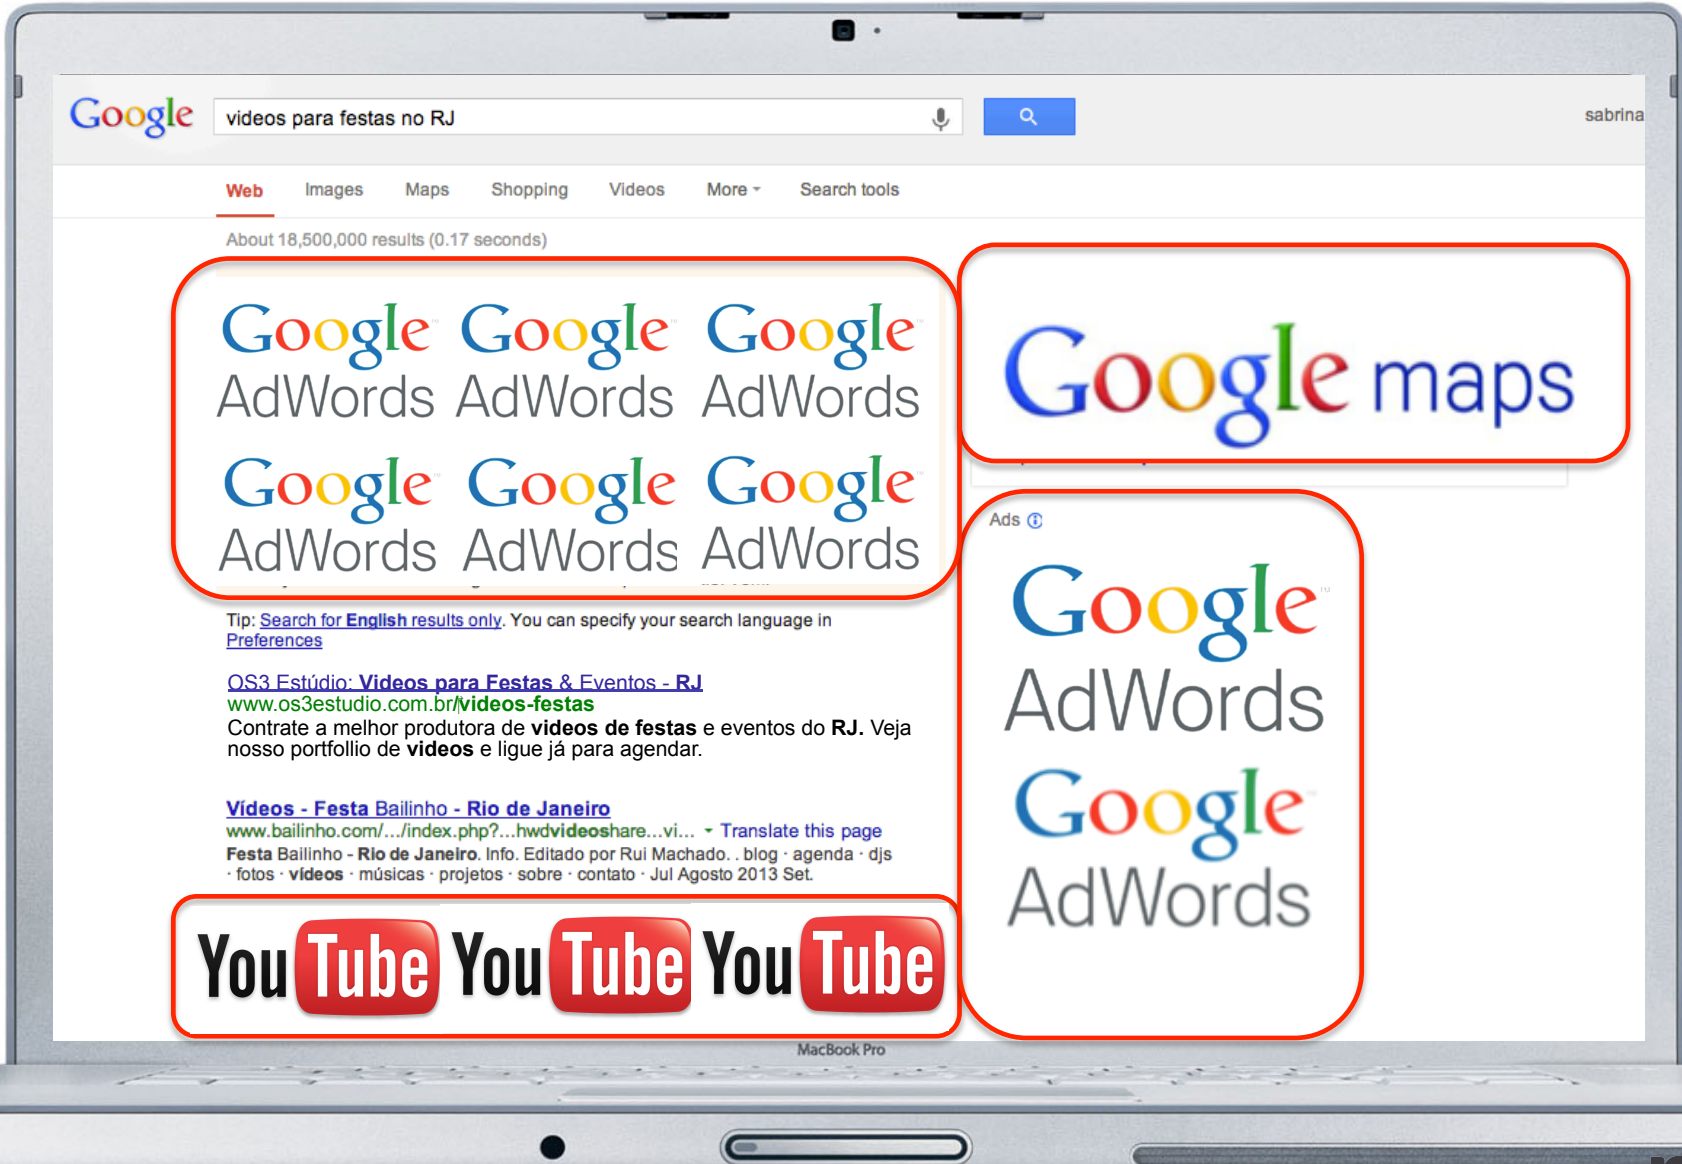 Google videos para festas no RJ sabrina
Web Images Maps Shopping Videos More Search tools
About 18,500,000 results (0.17 seconds)
Google Google Google
AdWords AdWords AdWords
Google Google Google
AdWords AdWords AdWords
Google maps
Tip: Search for English results only. You can specify your search language in
Preferences
OS3 Estúdio: Videos para Festas & Eventos - RJ
www.os3estudio.com.br/videos-festas
Contrate a melhor produtora de videos de festas e eventos do RJ. Veja
nosso portfollio de videos e ligue já para agendar.
Vídeos - Festa Bailinho - Rio de Janeiro
www.bailinho.com/.../index.php?...hwdvideoshare...vi... Translate this page
Festa Bailinho - Rio de Janeiro. Info. Editado por Rui Machado. . blog · agenda · djs
· fotos · vídeos · músicas · projetos · sobre · contato · Jul Agosto 2013 Set.
YouTube YouTube YouTube
Ads
Google
AdWords
Google
AdWords
MacBook Pro